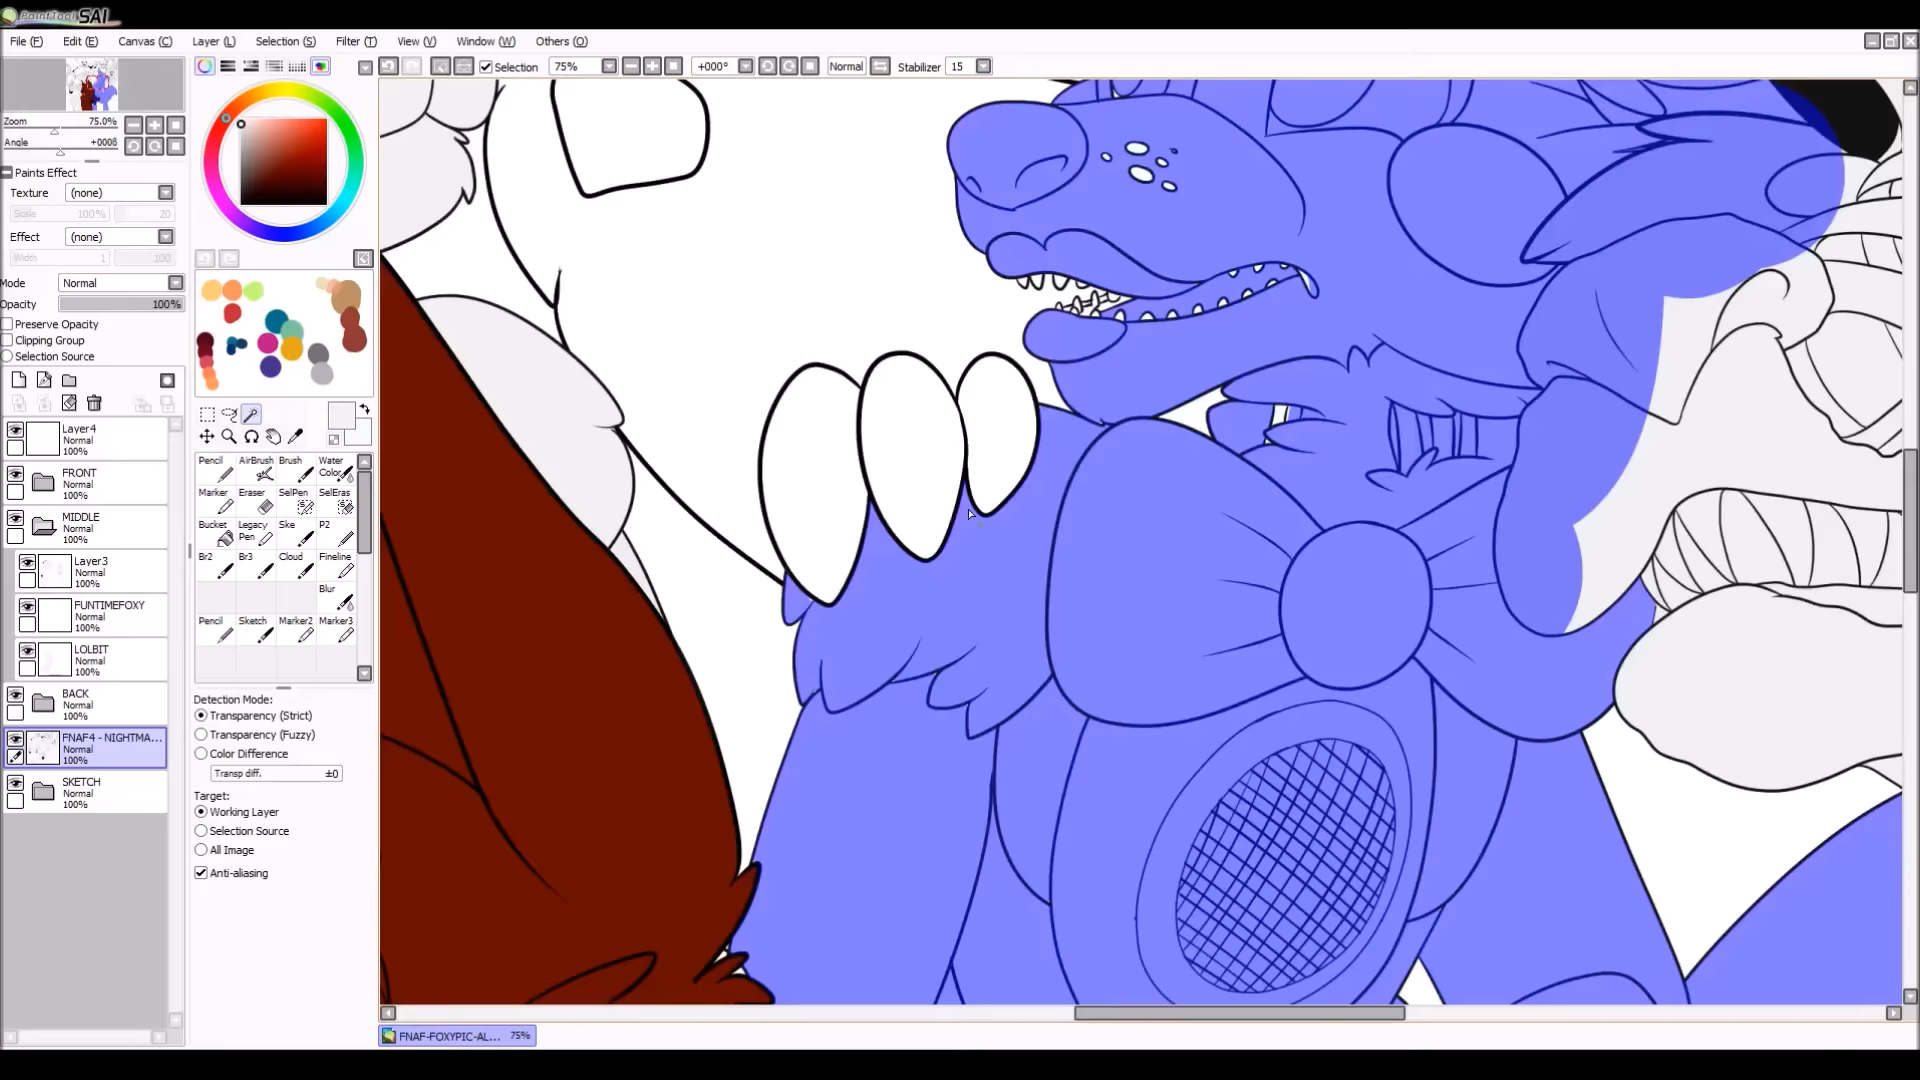 PaintTool SAI
File (F) Edit (E) Canvas (C) Layer (L) Selection (S) Filter (T) View (V) Window (W) Others (O)
Selection 75% +000° Normal Stabilizer 15
Zoom 75.0%
Angle +000ß
Paints Effect
Texture (none)
Scale 100% 20
Effect (none)
Width 1 100
Mode Normal
Opacity 100%
Preserve Opacity
Clipping Group
Selection Source
Layer4
Normal
100%
FRONT
Normal
100%
MIDDLE
Normal
100%
Layer3
Normal
100%
FUNTIMEFOXY
Normal
100%
LOLBIT
Normal
100%
BACK
Normal
100%
FNAF4 - NIGHTMA...
Normal
100%
SKETCH
Normal
100%
Pencil AirBrush Brush Water Color
Marker Eraser SelPen SelEras
Bucket Legacy Pen Ske P2
Br2 Br3 Cloud Fineline
Blur
Pencil Sketch Marker2 Marker3
Detection Mode:
Transparency (Strict)
Transparency (Fuzzy)
Color Difference
Transp diff. ±0
Target:
Working Layer
Selection Source
All Image
Anti-aliasing
FNAF-FOXYPIC-AL... 75%